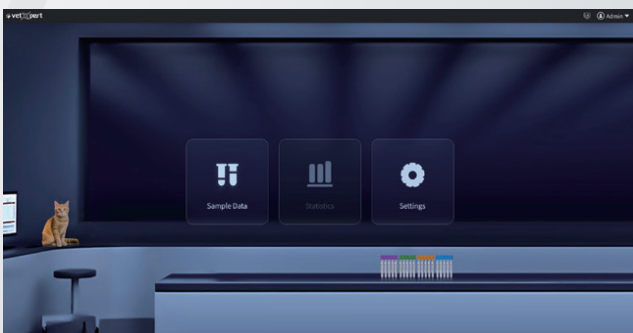 vetXpert
Admin
Sample Data
Statistics
Settings